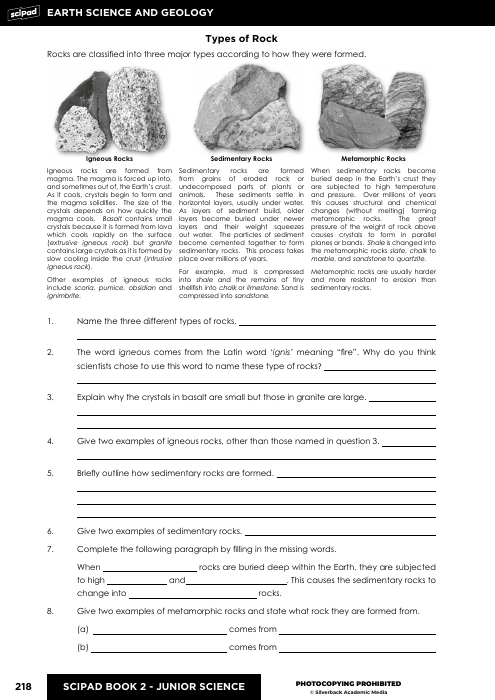 scipad EARTH SCIENCE AND GEOLOGY
Types of Rock
Rocks are classified into three major types according to how they were formed.
Igneous Rocks
Igneous rocks are formed from
magma. The magma is forced up into,
and sometimes out of, the Earth's crust.
As it cools, crystals begin to form and
the magma solidifies. The size of the
crystals depends on how quickly the
magma cools. Basalt contains small
crystals because it is formed from lava
which cools rapidly on the surface
(extrusive igneous rock) but granite
contains large crystals as it is formed by
slow cooling inside the crust (intrusive
igneous rock).
Other examples of igneous rocks
include scoria, pumice, obsidian and
ignimbrite.
Sedimentary Rocks
Sedimentary rocks are formed
from grains of eroded rock or
undecomposed parts of plants or
animals. These sediments settle in
horizontal layers, usually under water.
As layers of sediment build, older
layers become buried under newer
layers and their weight squeezes
out water. The particles of sediment
become cemented together to form
sedimentary rocks. This process takes
place over millions of years.
For example, mud is compressed
into shale and the remains of tiny
shellfish into chalk or limestone. Sand is
compressed into sandstone.
Metamorphic Rocks
When sedimentary rocks become
buried deep in the Earth's crust they
are subjected to high temperature
and pressure. Over millions of years
this causes structural and chemical
changes (without melting) forming
metamorphic rocks. The great
pressure of the weight of rock above
causes crystals to form in parallel
planes or bands. Shale is changed into
the metamorphic rocks slate, chalk to
marble, and sandstone to quartzite.
Metamorphic rocks are usually harder
and more resistant to erosion than
sedimentary rocks.
1. Name the three different types of rocks.
2. The word igneous comes from the Latin word 'ignis' meaning "fire". Why do you think
scientists chose to use this word to name these type of rocks?
3. Explain why the crystals in basalt are small but those in granite are large.
4. Give two examples of igneous rocks, other than those named in question 3.
5. Briefly outline how sedimentary rocks are formed.
6. Give two examples of sedimentary rocks.
7. Complete the following paragraph by filling in the missing words.
When rocks are buried deep within the Earth, they are subjected
to high and . This causes the sedimentary rocks to
change into rocks.
8. Give two examples of metamorphic rocks and state what rock they are formed from.
(a) comes from
(b) comes from
218 SCIPAD BOOK 2 - JUNIOR SCIENCE PHOTOCOPYING PROHIBITED
© Silverback Academic Media